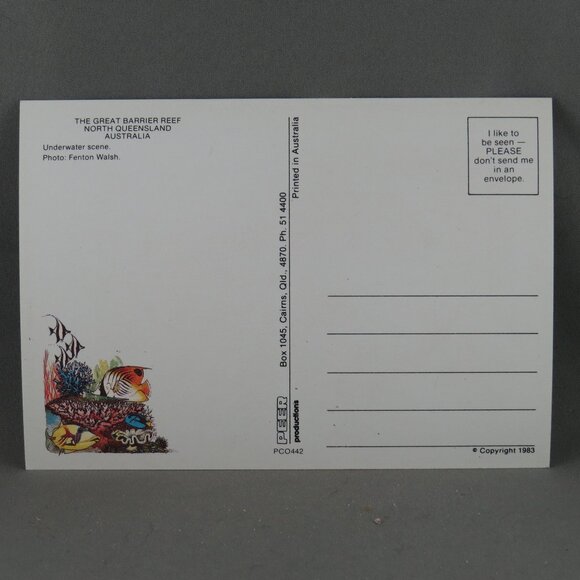 THE GREAT BARRIER REEF
NORTH QUEENSLAND
AUSTRALIA
Underwater scene.
Photo: Fenton Walsh.
PEER
productions
Box 1045, Cairns, Qld., 4870. Ph. 51 4400
Printed in Australia
PCO442
I like to
be seen —
PLEASE
don't send me
in an
envelope.
© Copyright 1983